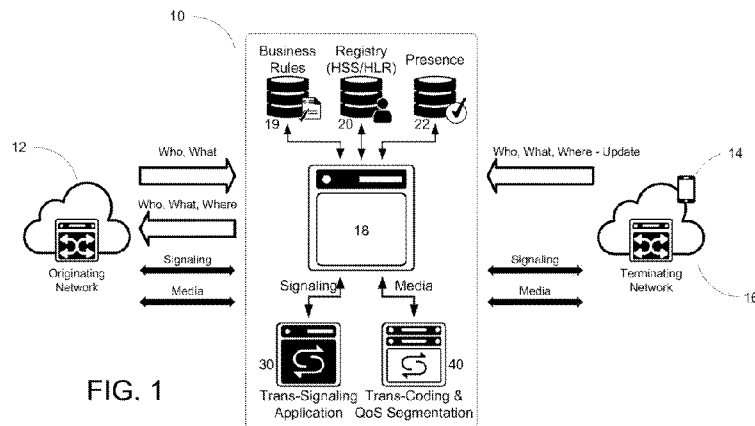 10
Business
Rules
Registry
(HSS/HLR)
Presence
19
20
22
12
Who, What
Who, What, Where - Update
14
Who, What, Where
18
Originating
Network
Signaling
Media
Signaling
Media
Terminating
Network
16
Signaling
Media
30
40
Trans-Signaling
Application
Trans-Coding &
QoS Segmentation
FIG. 1